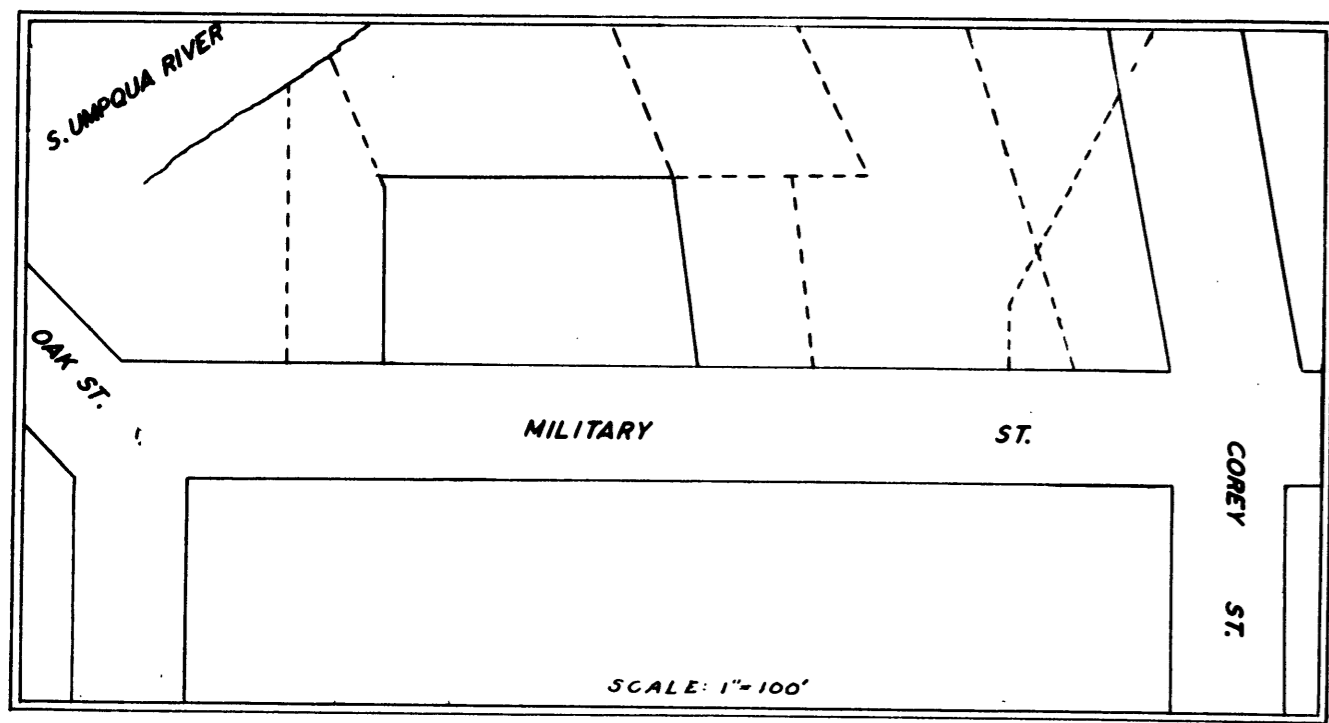 S. UMPQUA RIVER
OAK ST.
MILITARY ST.
COREY ST.
SCALE: 1"=100'